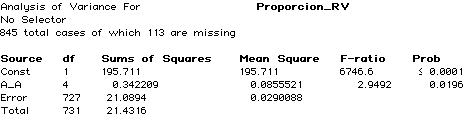 Analysis of Variance For Proporcion_RV
No Selector
845 total cases of which 113 are missing
Source df Sums of Squares Mean Square F-ratio Prob
Const 1 195.711 195.711 6746.6 ≤ 0.0001
A_A 4 0.342209 0.0855521 2.9492 0.0196
Error 727 21.0894 0.0290088
Total 731 21.4316